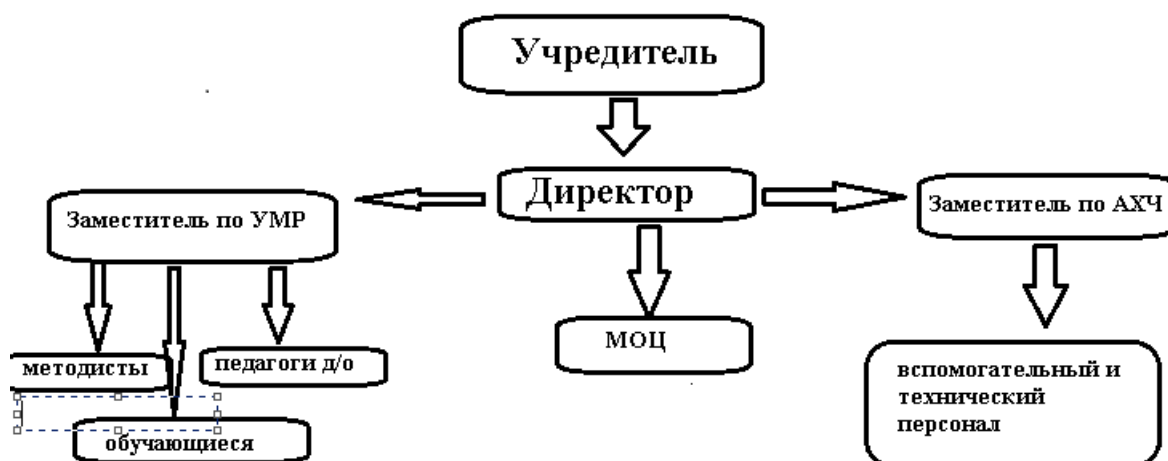 Учредитель
Директор
Заместитель по УМР
Заместитель по АХЧ
МОЦ
методисты
педагоги д/о
обучающиеся
вспомогательный и
технический
персонал